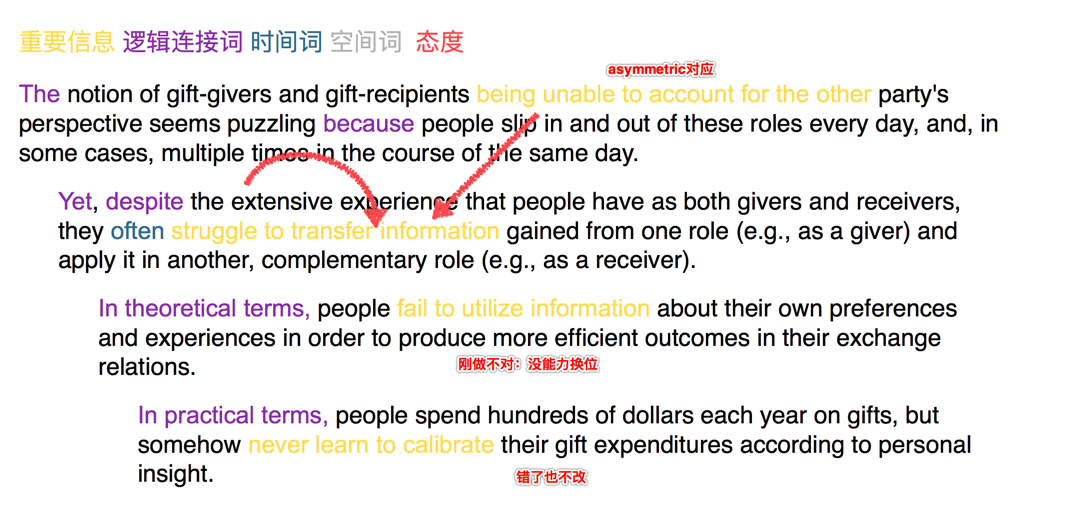 重要信息 逻辑连接词 时间词 空间词 态度
asymmetric对应
The notion of gift-givers and gift-recipients being unable to account for the other party's
perspective seems puzzling because people slip in and out of these roles every day, and, in
some cases, multiple times in the course of the same day.
Yet, despite the extensive experience that people have as both givers and receivers,
they often struggle to transfer information gained from one role (e.g., as a giver) and
apply it in another, complementary role (e.g., as a receiver).
In theoretical terms, people fail to utilize information about their own preferences
and experiences in order to produce more efficient outcomes in their exchange
relations.
刚做不对：没能力换位
In practical terms, people spend hundreds of dollars each year on gifts, but
somehow never learn to calibrate their gift expenditures according to personal
insight.
错了也不改